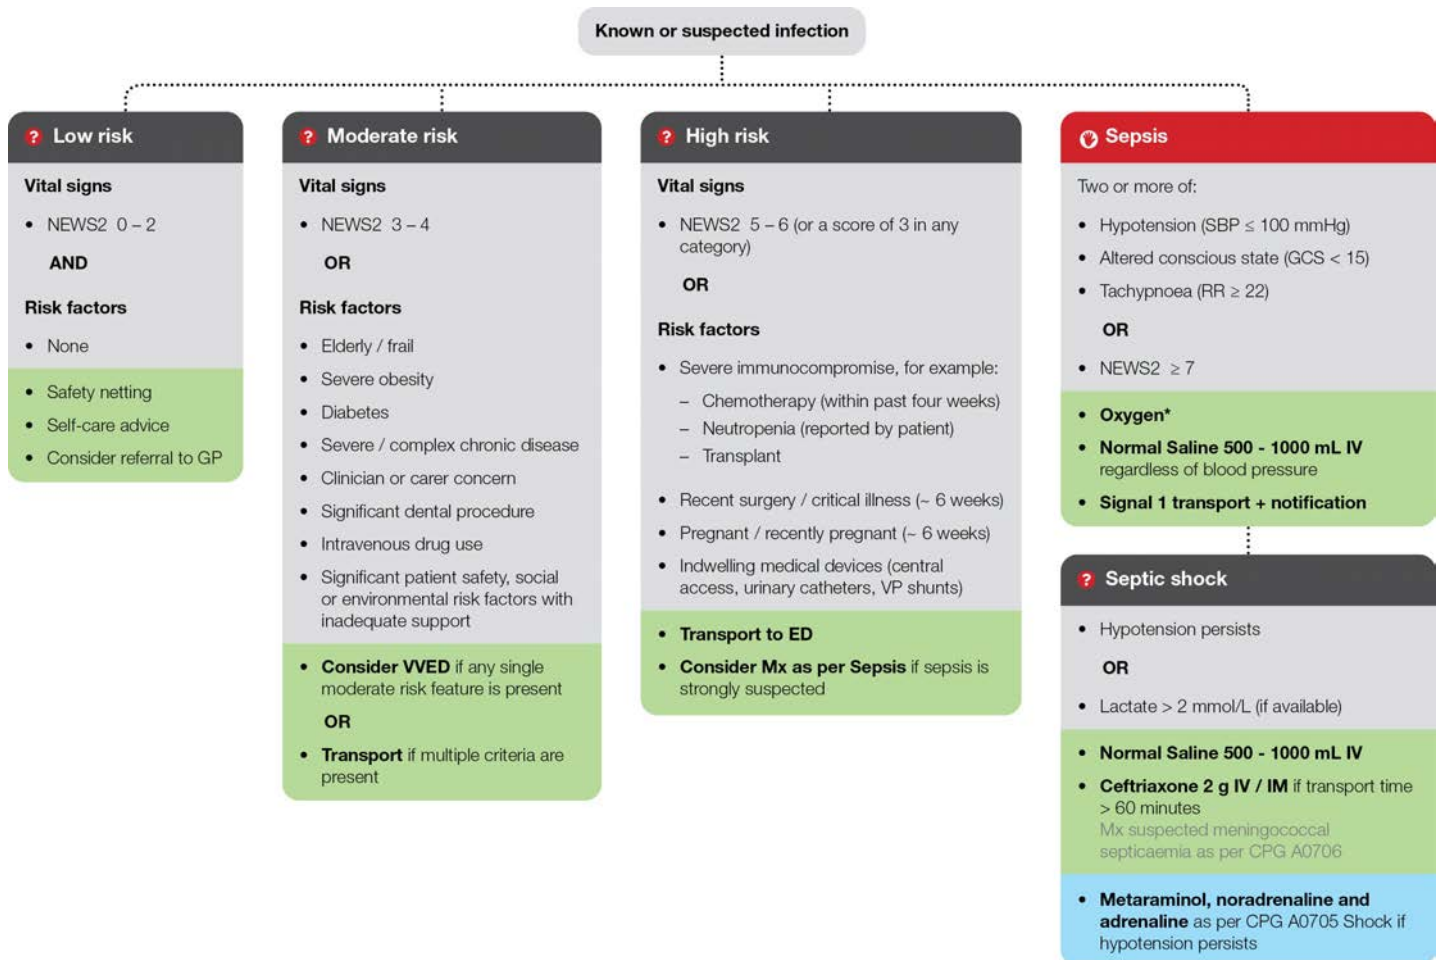 Known or suspected infection
? Low risk
Vital signs
• NEWS2 0 – 2
AND
Risk factors
• None
• Safety netting
• Self-care advice
• Consider referral to GP
? Moderate risk
Vital signs
• NEWS2 3 – 4
OR
Risk factors
• Elderly / frail
• Severe obesity
• Diabetes
• Severe / complex chronic disease
• Clinician or carer concern
• Significant dental procedure
• Intravenous drug use
• Significant patient safety, social
or environmental risk factors with
inadequate support
• Consider VVED if any single
moderate risk feature is present
OR
• Transport if multiple criteria are
present
? High risk
Vital signs
• NEWS2 5 – 6 (or a score of 3 in any
category)
OR
Risk factors
• Severe immunocompromise, for example:
– Chemotherapy (within past four weeks)
– Neutropenia (reported by patient)
– Transplant
• Recent surgery / critical illness (~ 6 weeks)
• Pregnant / recently pregnant (~ 6 weeks)
• Indwelling medical devices (central
access, urinary catheters, VP shunts)
• Transport to ED
• Consider Mx as per Sepsis if sepsis is
strongly suspected
Sepsis
Two or more of:
• Hypotension (SBP ≤ 100 mmHg)
• Altered conscious state (GCS < 15)
• Tachypnoea (RR ≥ 22)
OR
• NEWS2 ≥ 7
• Oxygen*
• Normal Saline 500 - 1000 mL IV
regardless of blood pressure
• Signal 1 transport + notification
? Septic shock
• Hypotension persists
OR
• Lactate > 2 mmol/L (if available)
• Normal Saline 500 - 1000 mL IV
• Ceftriaxone 2 g IV / IM if transport time
> 60 minutes
Mx suspected meningococcal
septicaemia as per CPG A0706
• Metaraminol, noradrenaline and
adrenaline as per CPG A0705 Shock if
hypotension persists